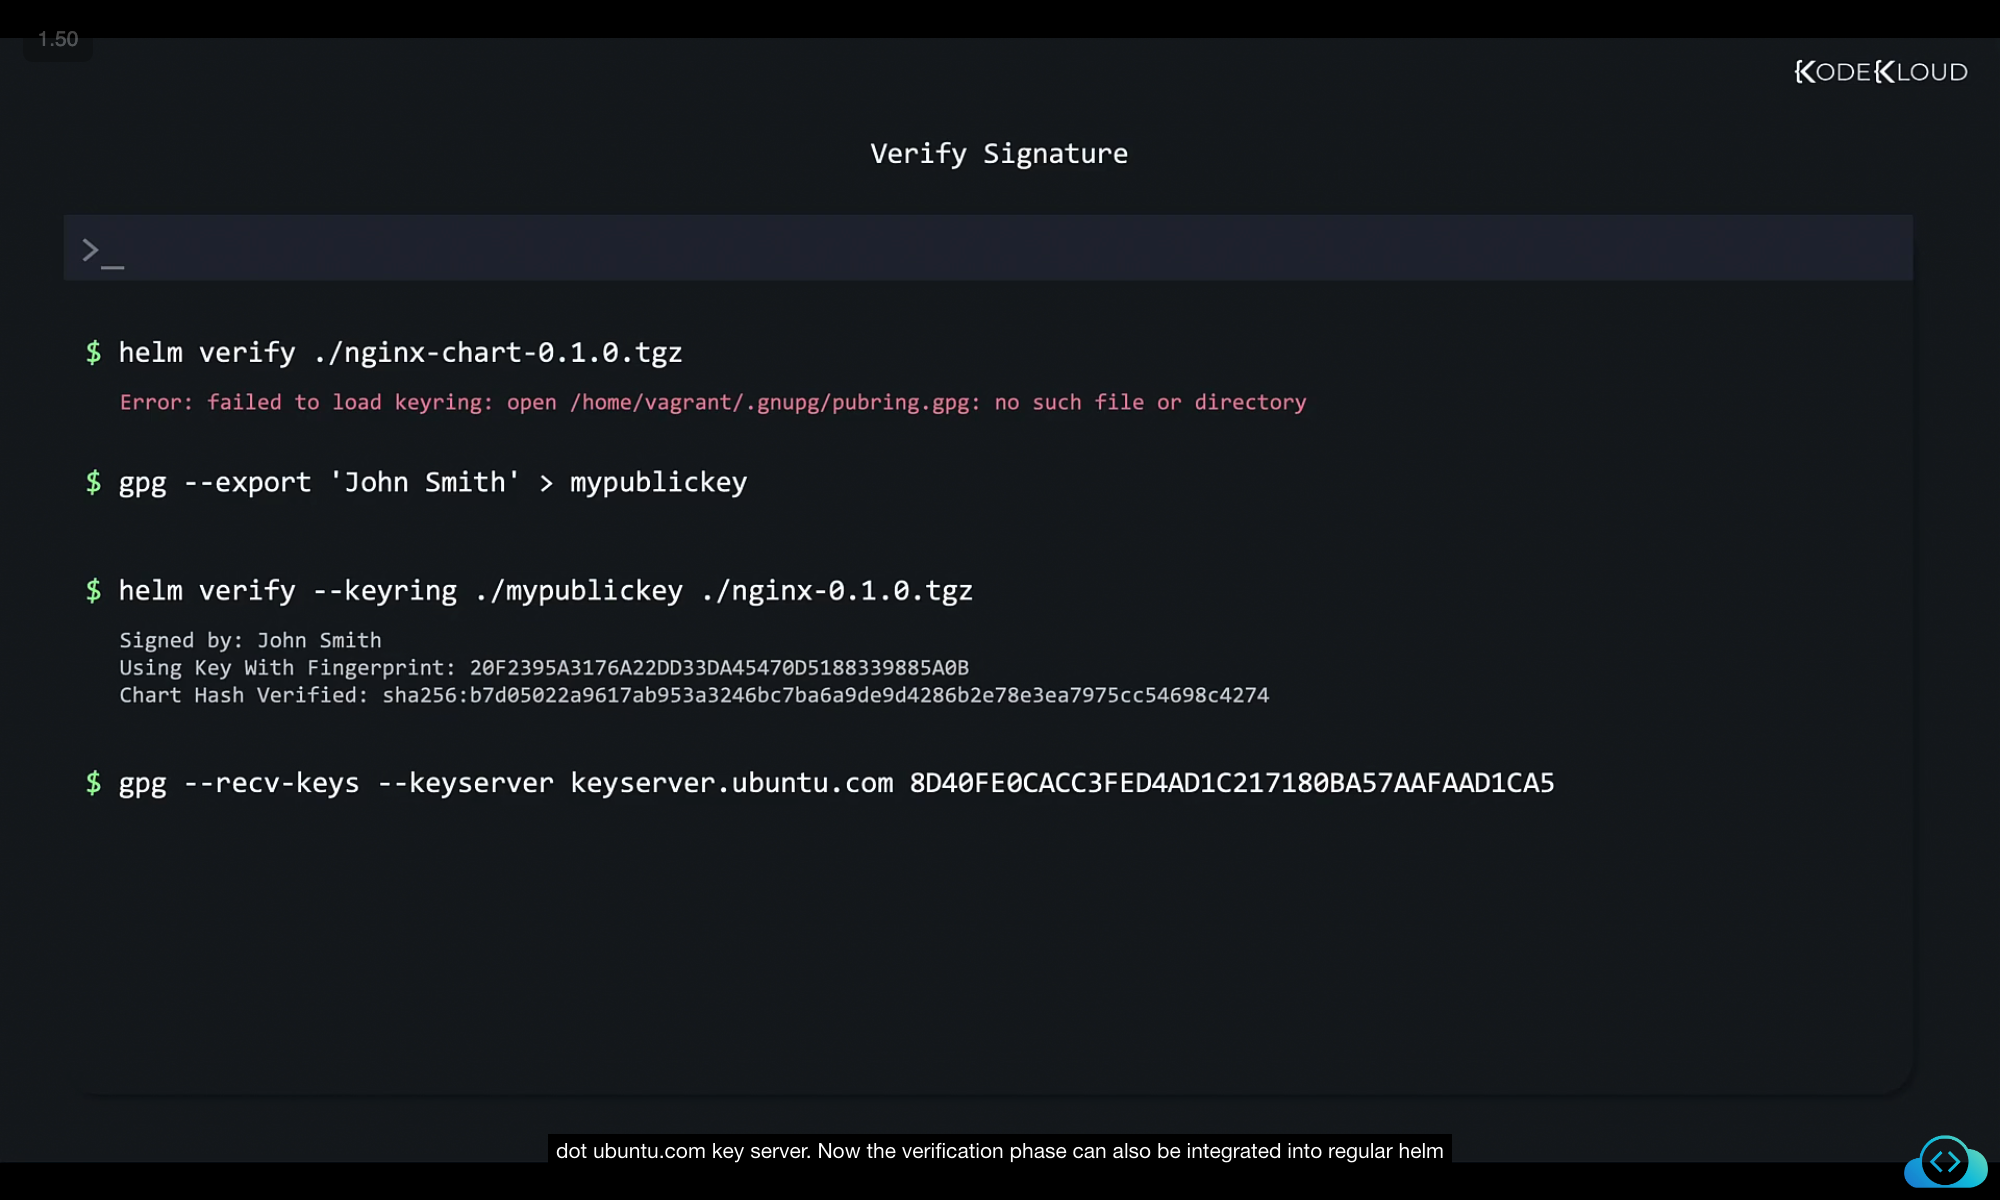 1.50
KODEKLOUD
Verify Signature
>_
$ helm verify ./nginx-chart-0.1.0.tgz
Error: failed to load keyring: open /home/vagrant/.gnupg/pubring.gpg: no such file or directory
$ gpg --export 'John Smith' > mypublickey
$ helm verify --keyring ./mypublickey ./nginx-0.1.0.tgz
Signed by: John Smith
Using Key With Fingerprint: 20F2395A3176A22DD33DA45470D5188339885A0B
Chart Hash Verified: sha256:b7d05022a9617ab953a3246bc7ba6a9de9d4286b2e78e3ea7975cc54698c4274
$ gpg --recv-keys --keyserver keyserver.ubuntu.com 8D40FE0CACC3FED4AD1C217180BA57AAFAAD1CA5
dot ubuntu.com key server. Now the verification phase can also be integrated into regular helm